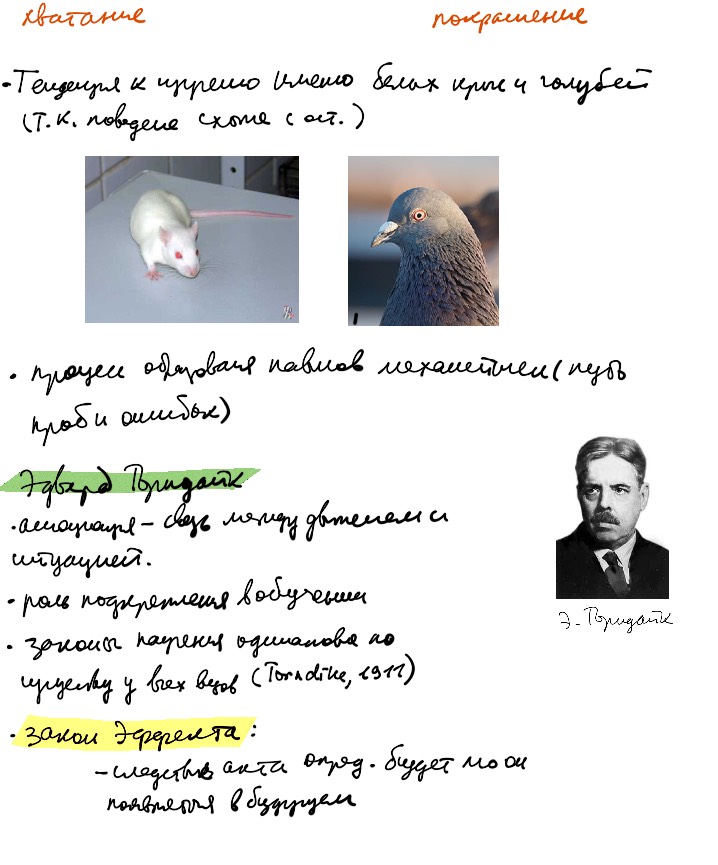 хватание покрашение
• Тенденция к изучению именно белых крыс и голубей
(т.к. поведение схоже с ост.)
• процесс образования навыков механистичен (путь
проб и ошибок)
Эдвард Торндайк
• ассоциация – связь между движением и
ситуацией.
Э. Торндайк
• роль подкрепления в обучении
• законы научения одинаковы по
существу у всех видов (Torndike, 1911)
• закон эффекта:
– следствие акта опред. будет ли он
появляться в будущем